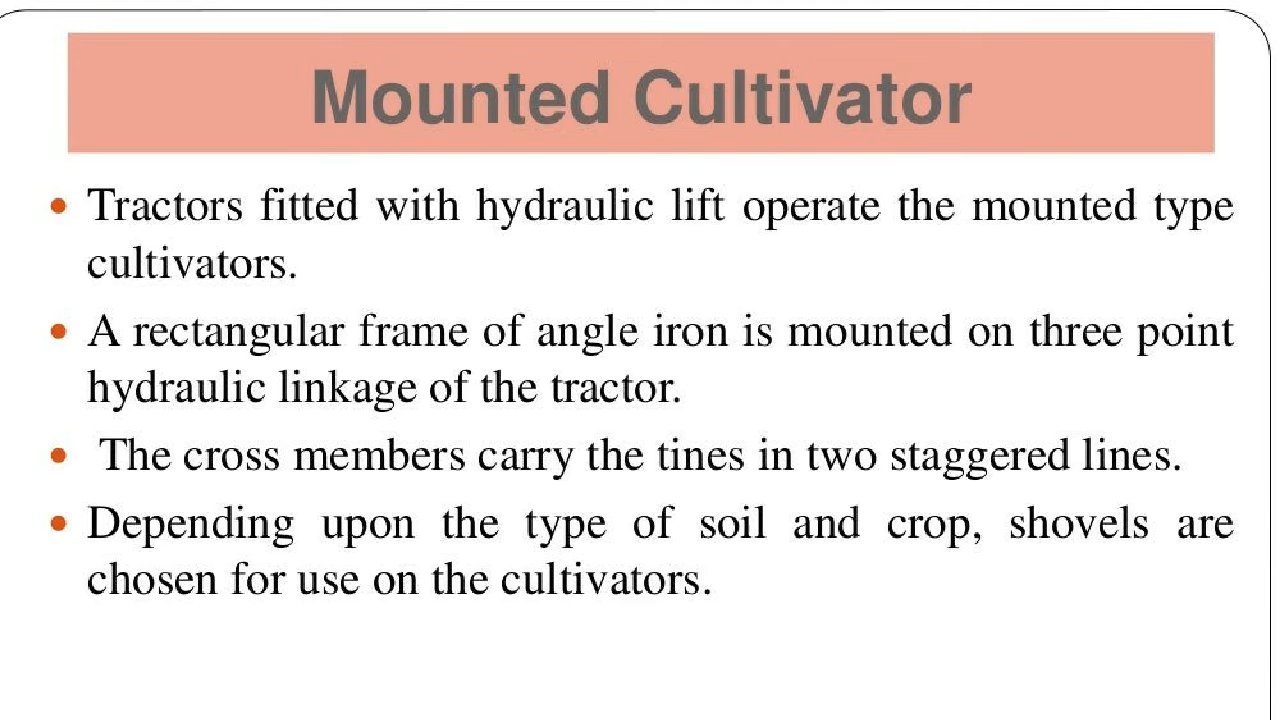 Mounted Cultivator
• Tractors fitted with hydraulic lift operate the mounted type
cultivators.
• A rectangular frame of angle iron is mounted on three point
hydraulic linkage of the tractor.
• The cross members carry the tines in two staggered lines.
• Depending upon the type of soil and crop, shovels are
chosen for use on the cultivators.